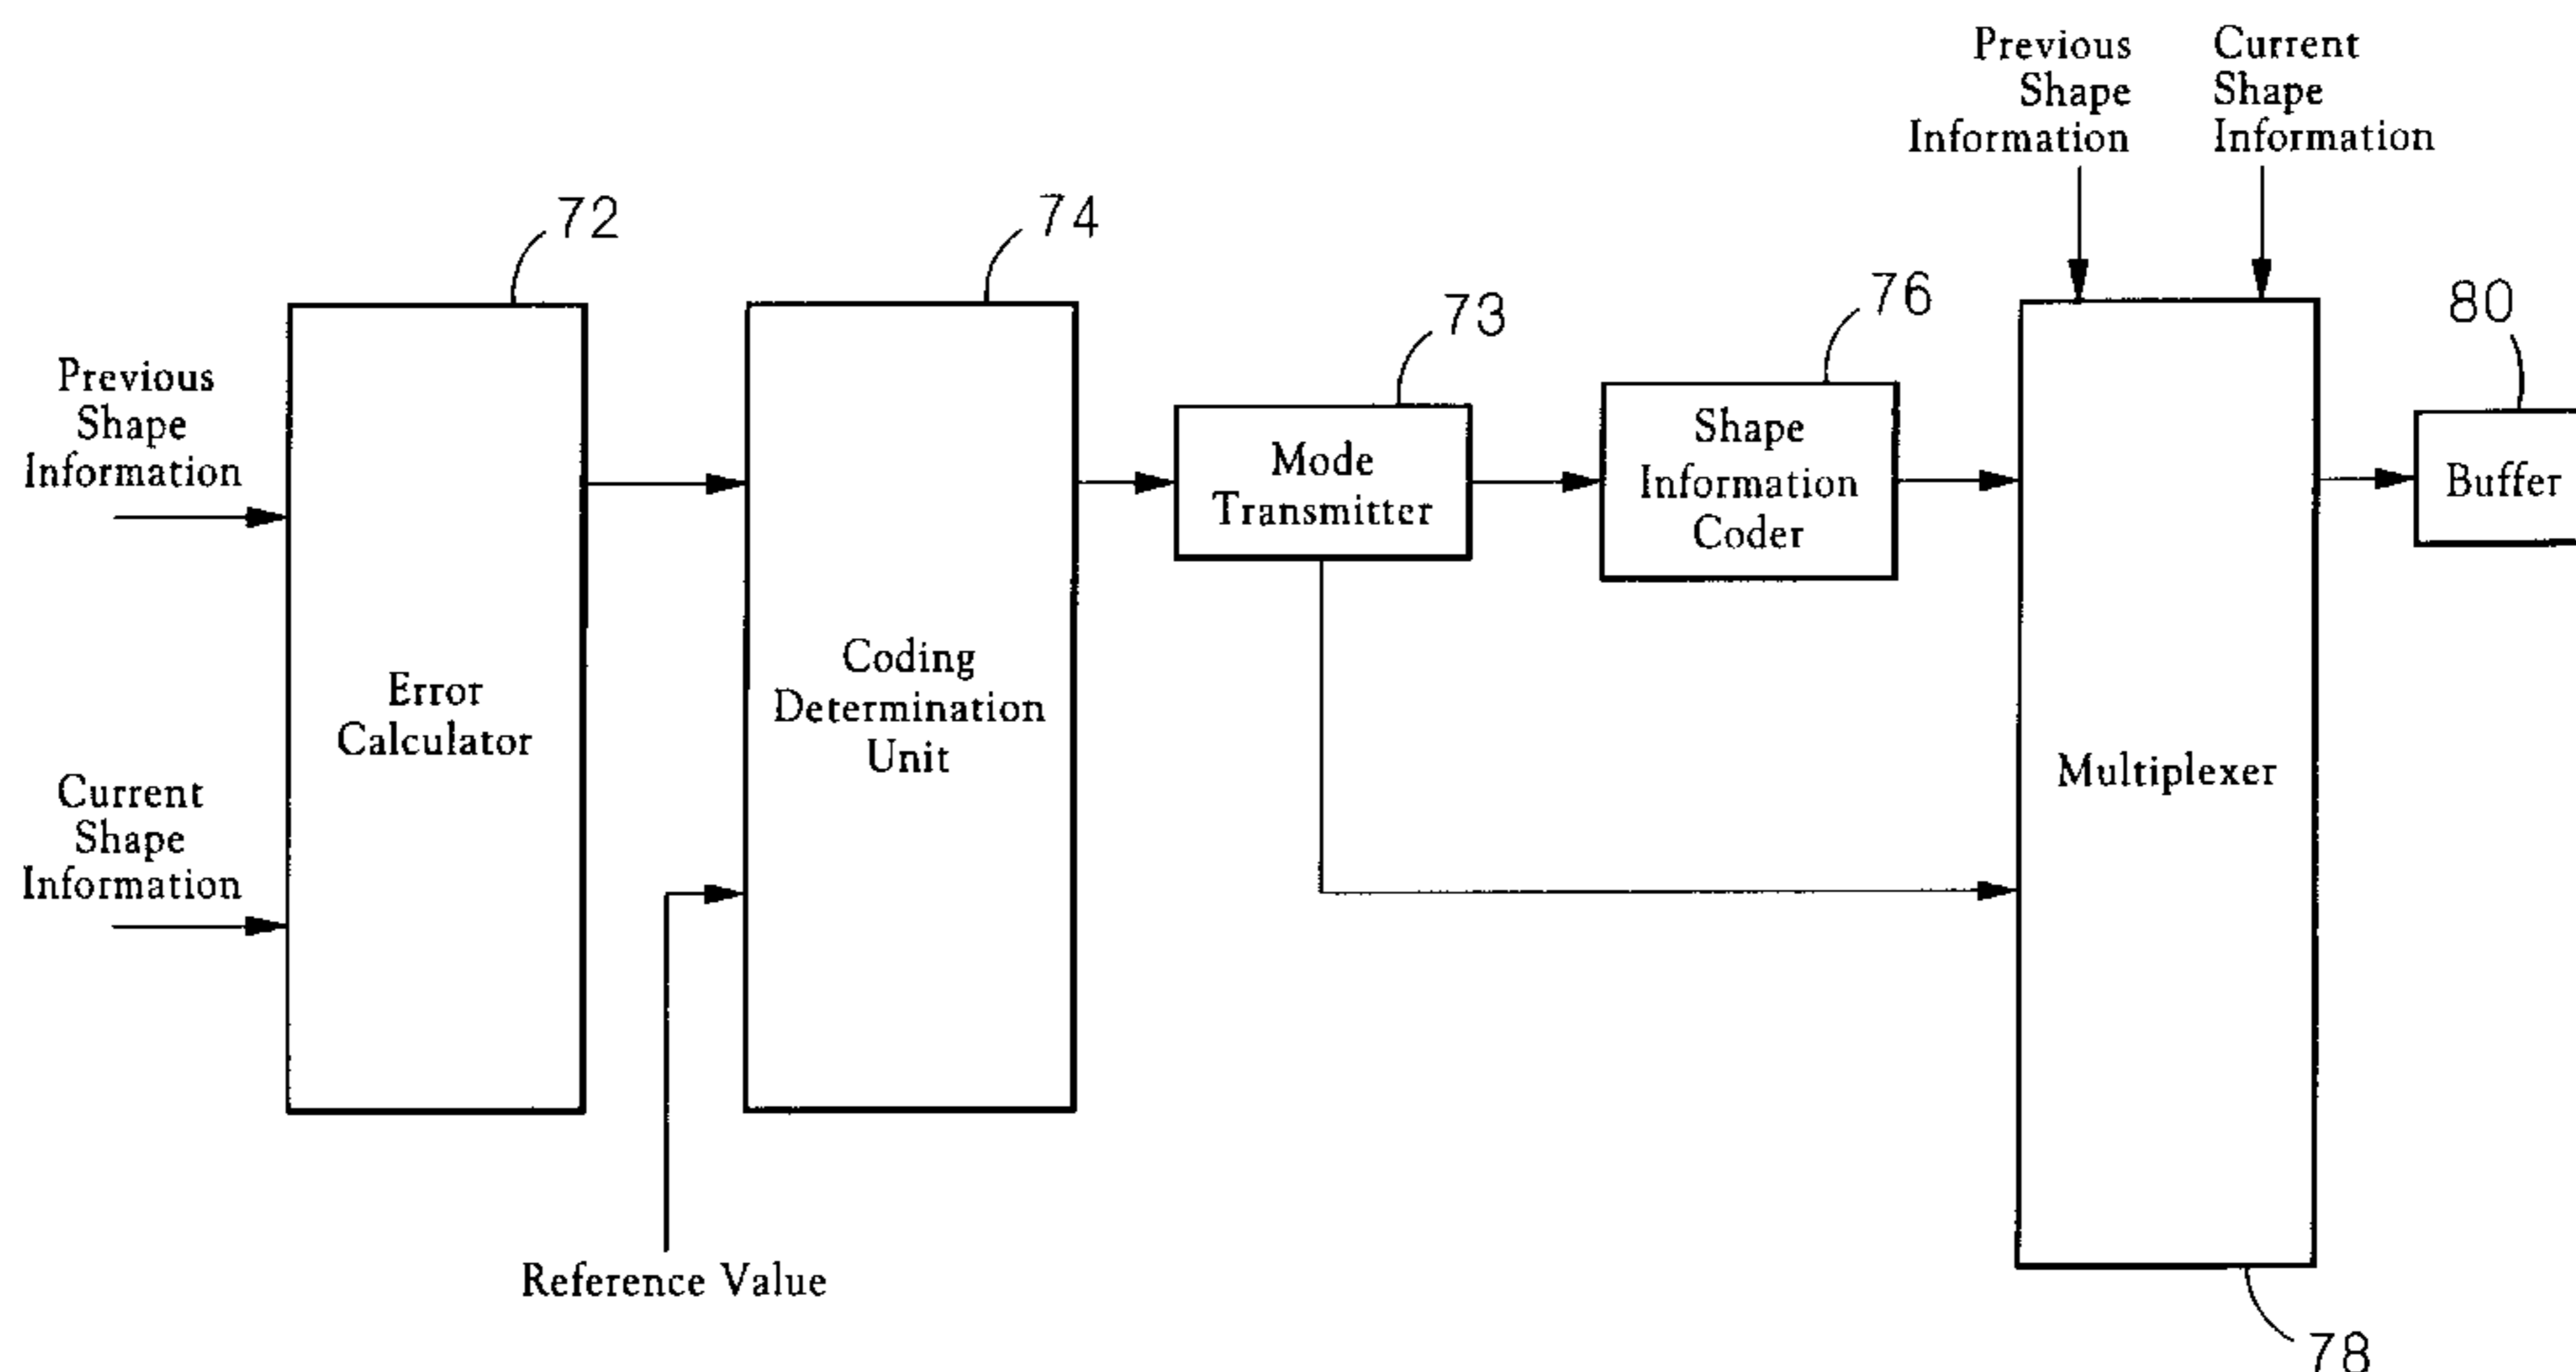 Previous
Shape
Information
Current
Shape
Information
72
74
73
76
80
Previous
Shape
Information
Current
Shape
Information
Error
Calculator
Coding
Determination
Unit
Mode
Transmitter
Shape
Information
Coder
Multiplexer
Buffer
Reference Value
78